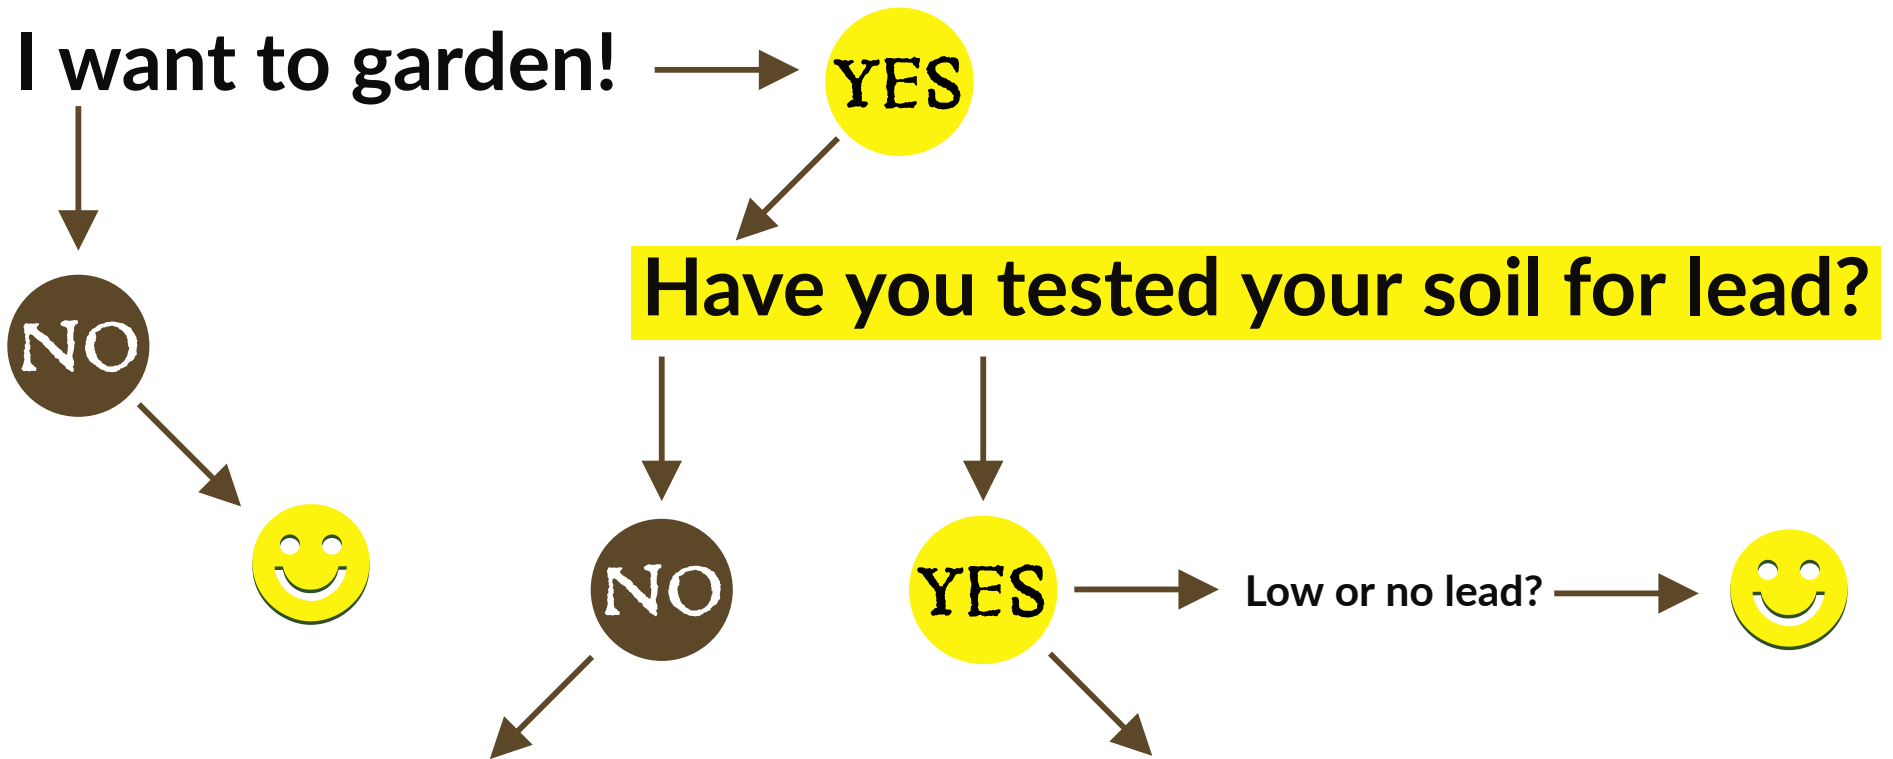 I want to garden!
YES
Have you tested your soil for lead?
NO
NO
YES
Low or no lead?